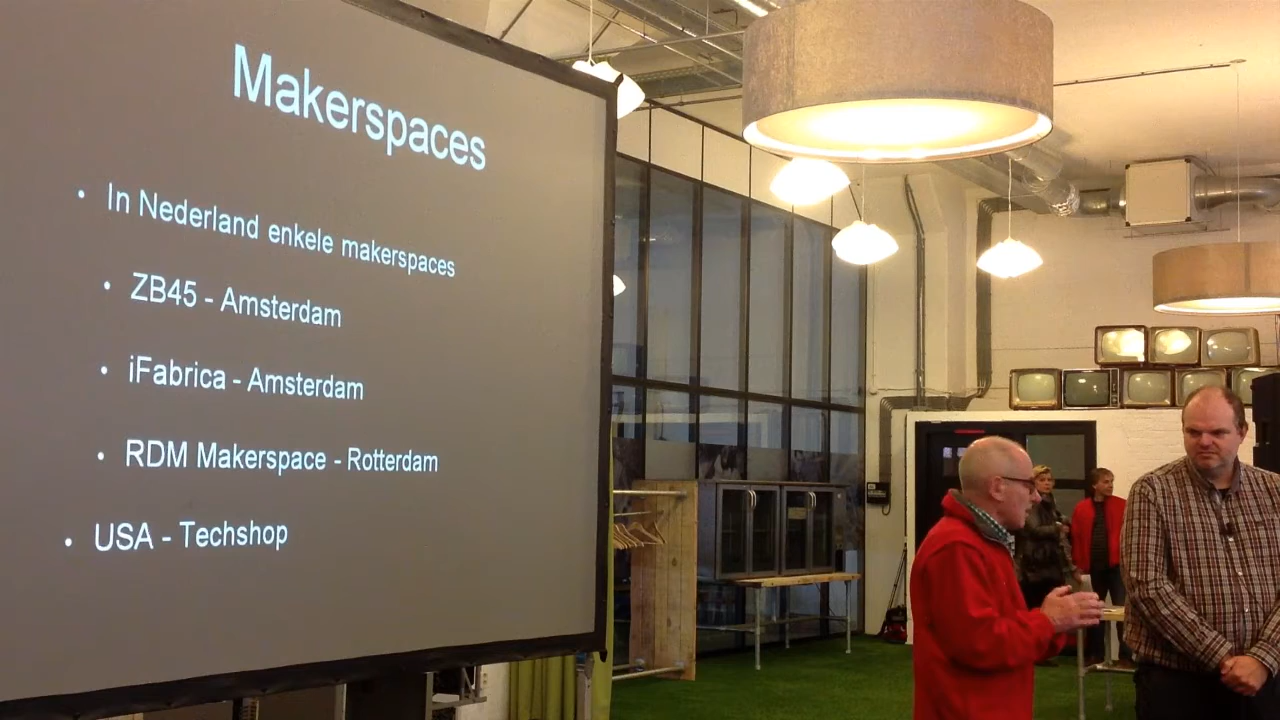 Makerspaces
• In Nederland enkele makerspaces
• ZB45 - Amsterdam
• iFabrica - Amsterdam
• RDM Makerspace - Rotterdam
• USA - Techshop